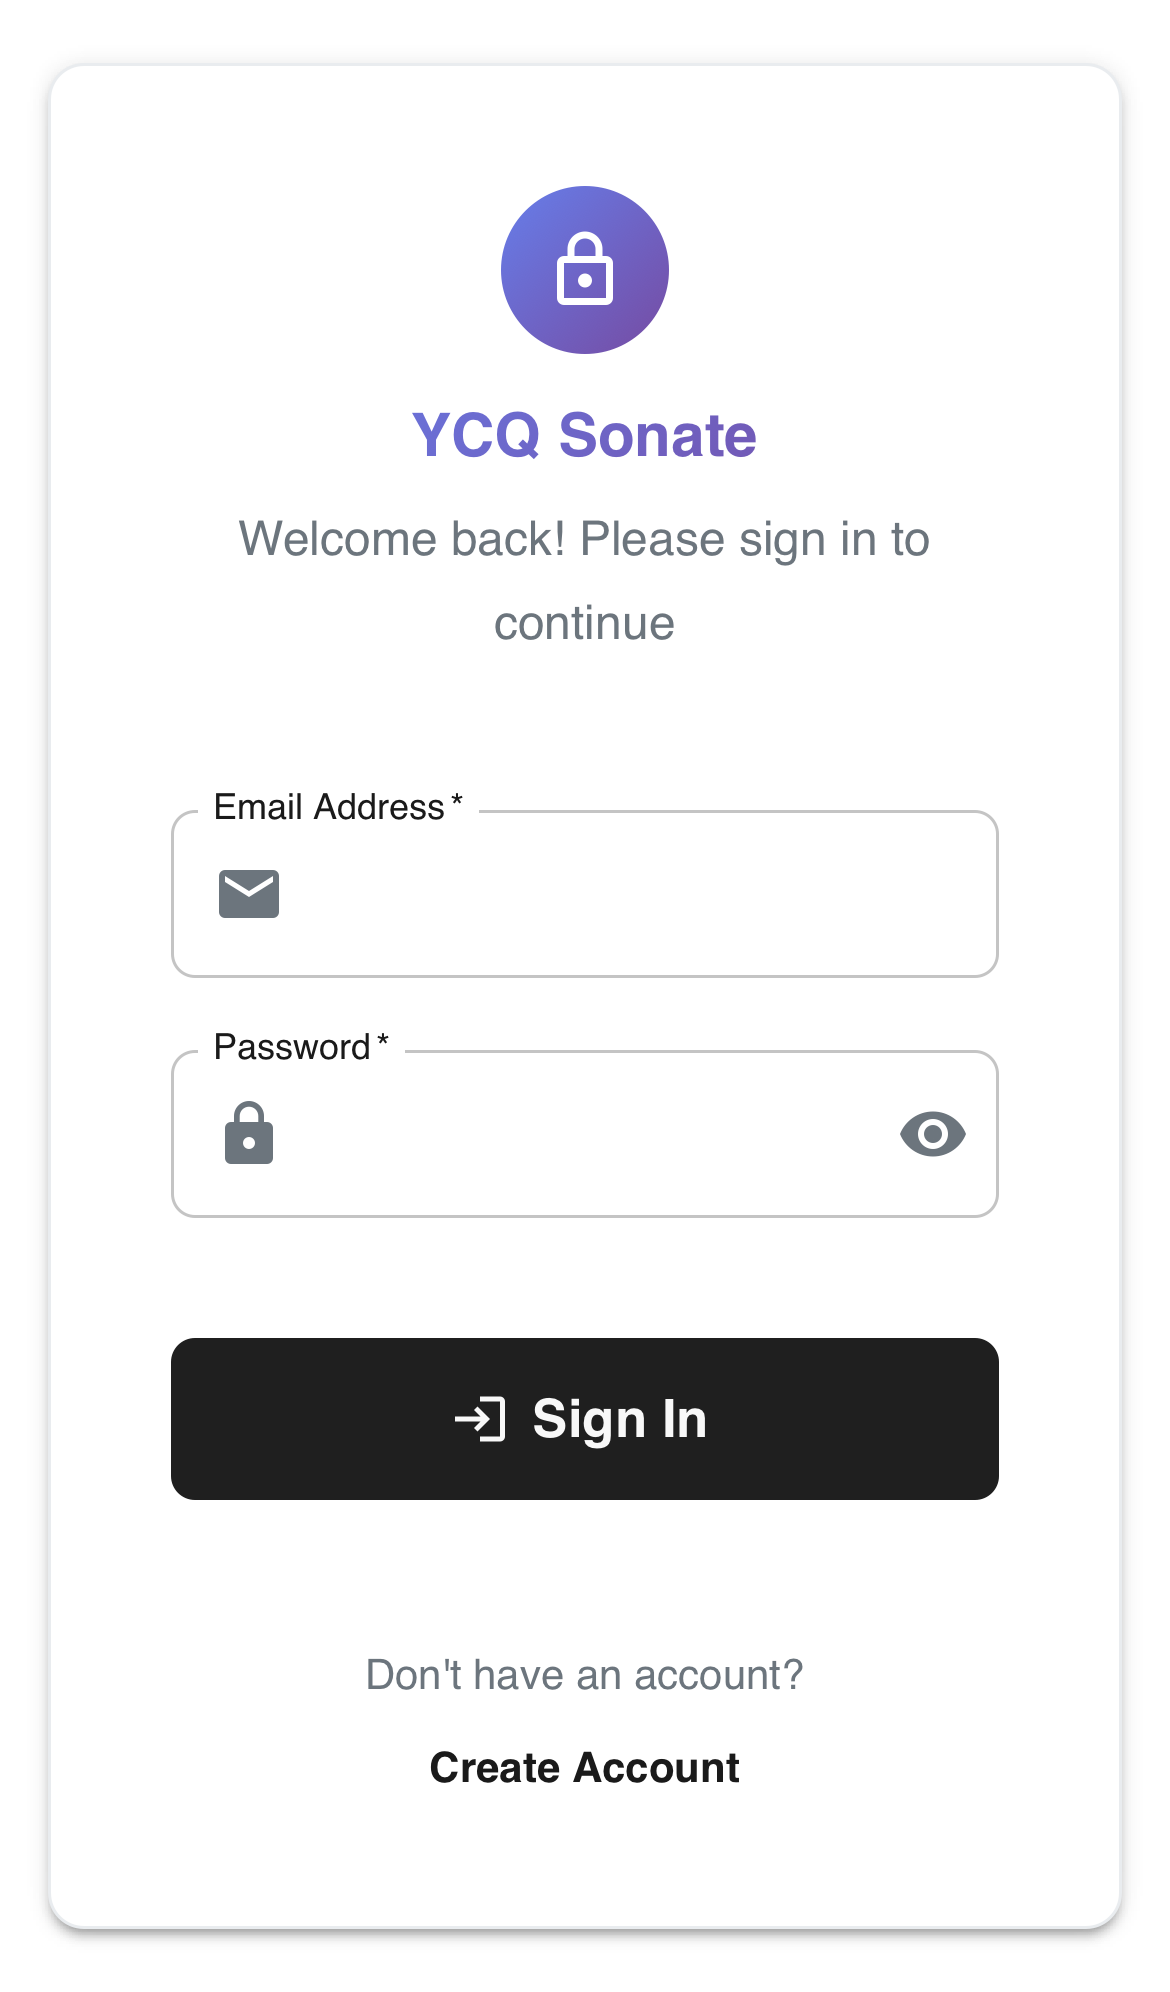 YCQ Sonate
Welcome back! Please sign in to
continue
Email Address *
Password *
Sign In
Don't have an account?
Create Account